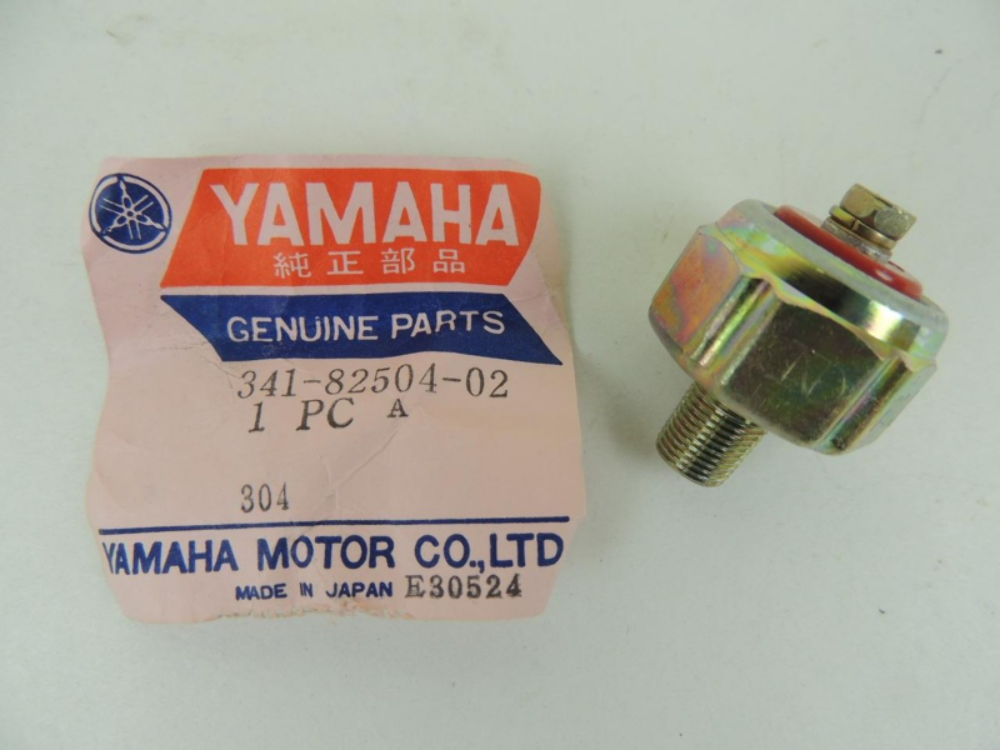 YAMAHA
純正部品
GENUINE PARTS
341-82504-02
1 PC A
304
YAMAHA MOTOR CO.,LTD
MADE IN JAPAN E30524